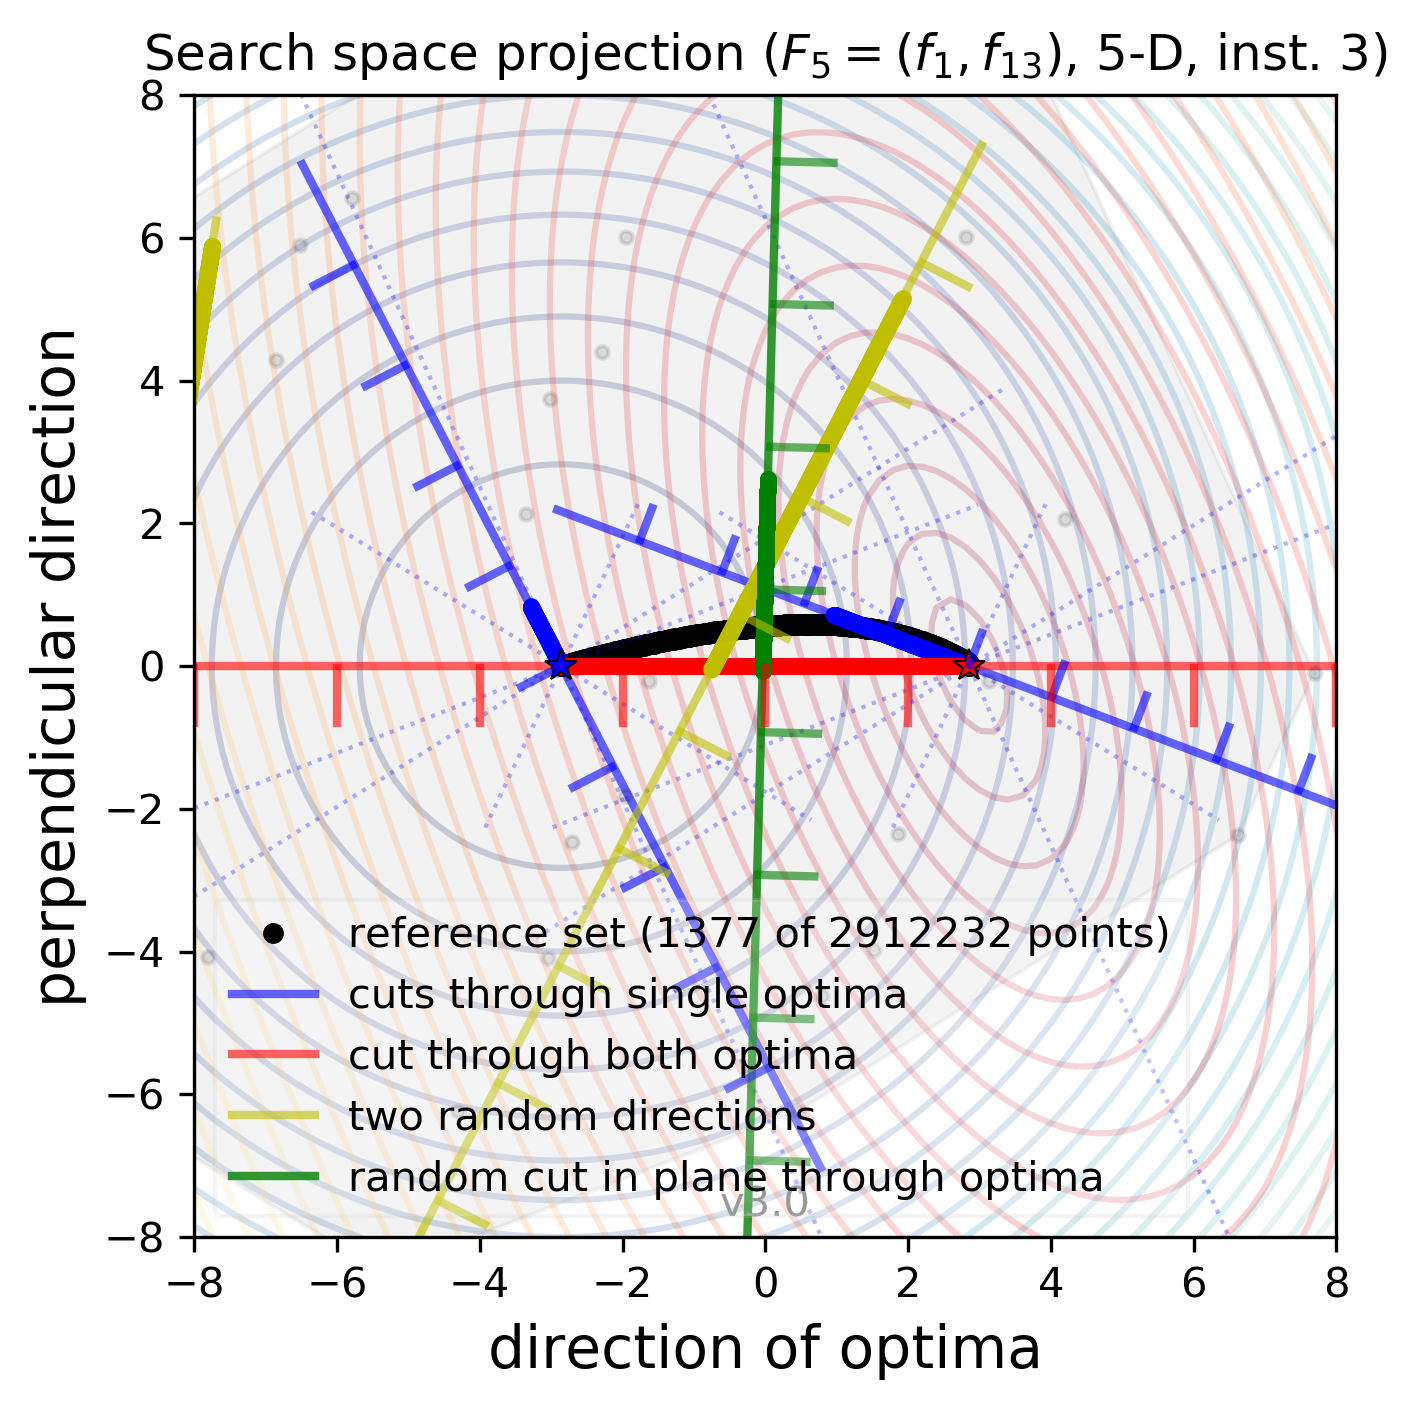 Search space projection (F₅ = (f₁, f₁₃), 5-D, inst. 3)
perpendicular direction
8
6
4
2
0
−2
−4
−6
−8
reference set (1377 of 2912232 points)
cuts through single optima
cut through both optima
two random directions
random cut in plane through optima
v3.0
−8 −6 −4 −2 0 2 4 6 8
direction of optima